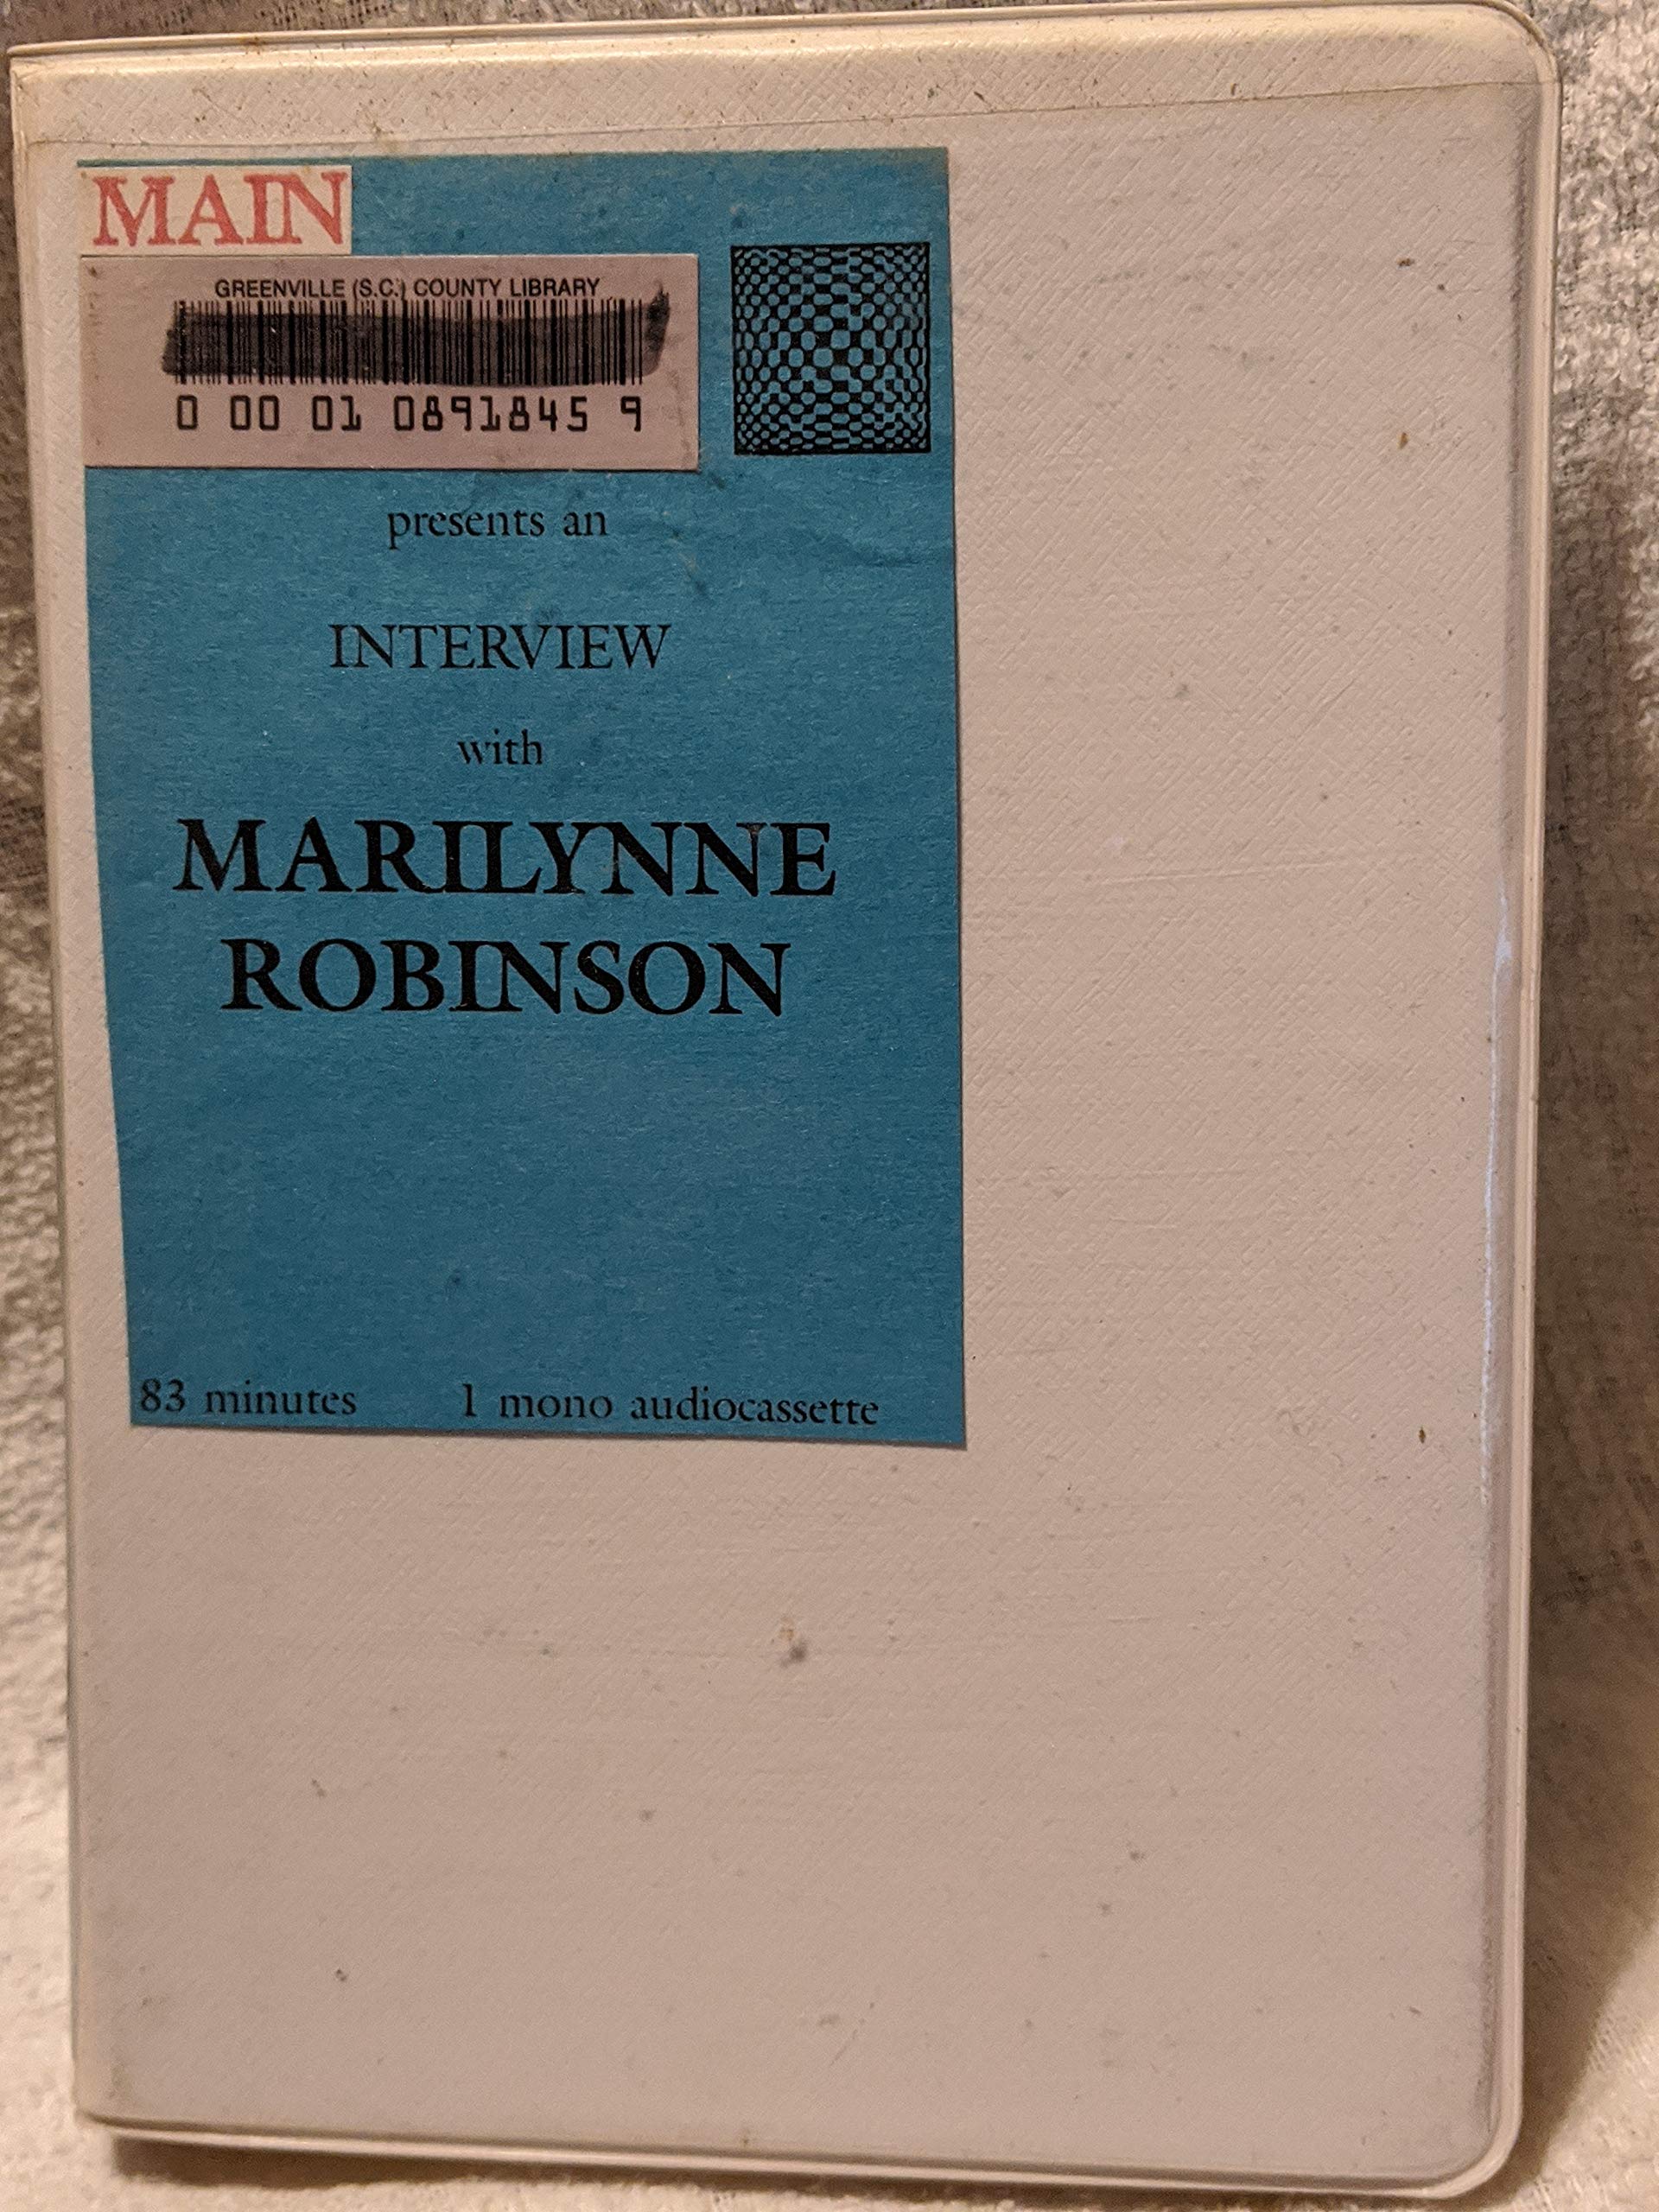 MAIN
GREENVILLE (S.C.) COUNTY LIBRARY
0 00 01 0891845 9
presents an
INTERVIEW
with
MARILYNNE
ROBINSON
83 minutes 1 mono audiocassette